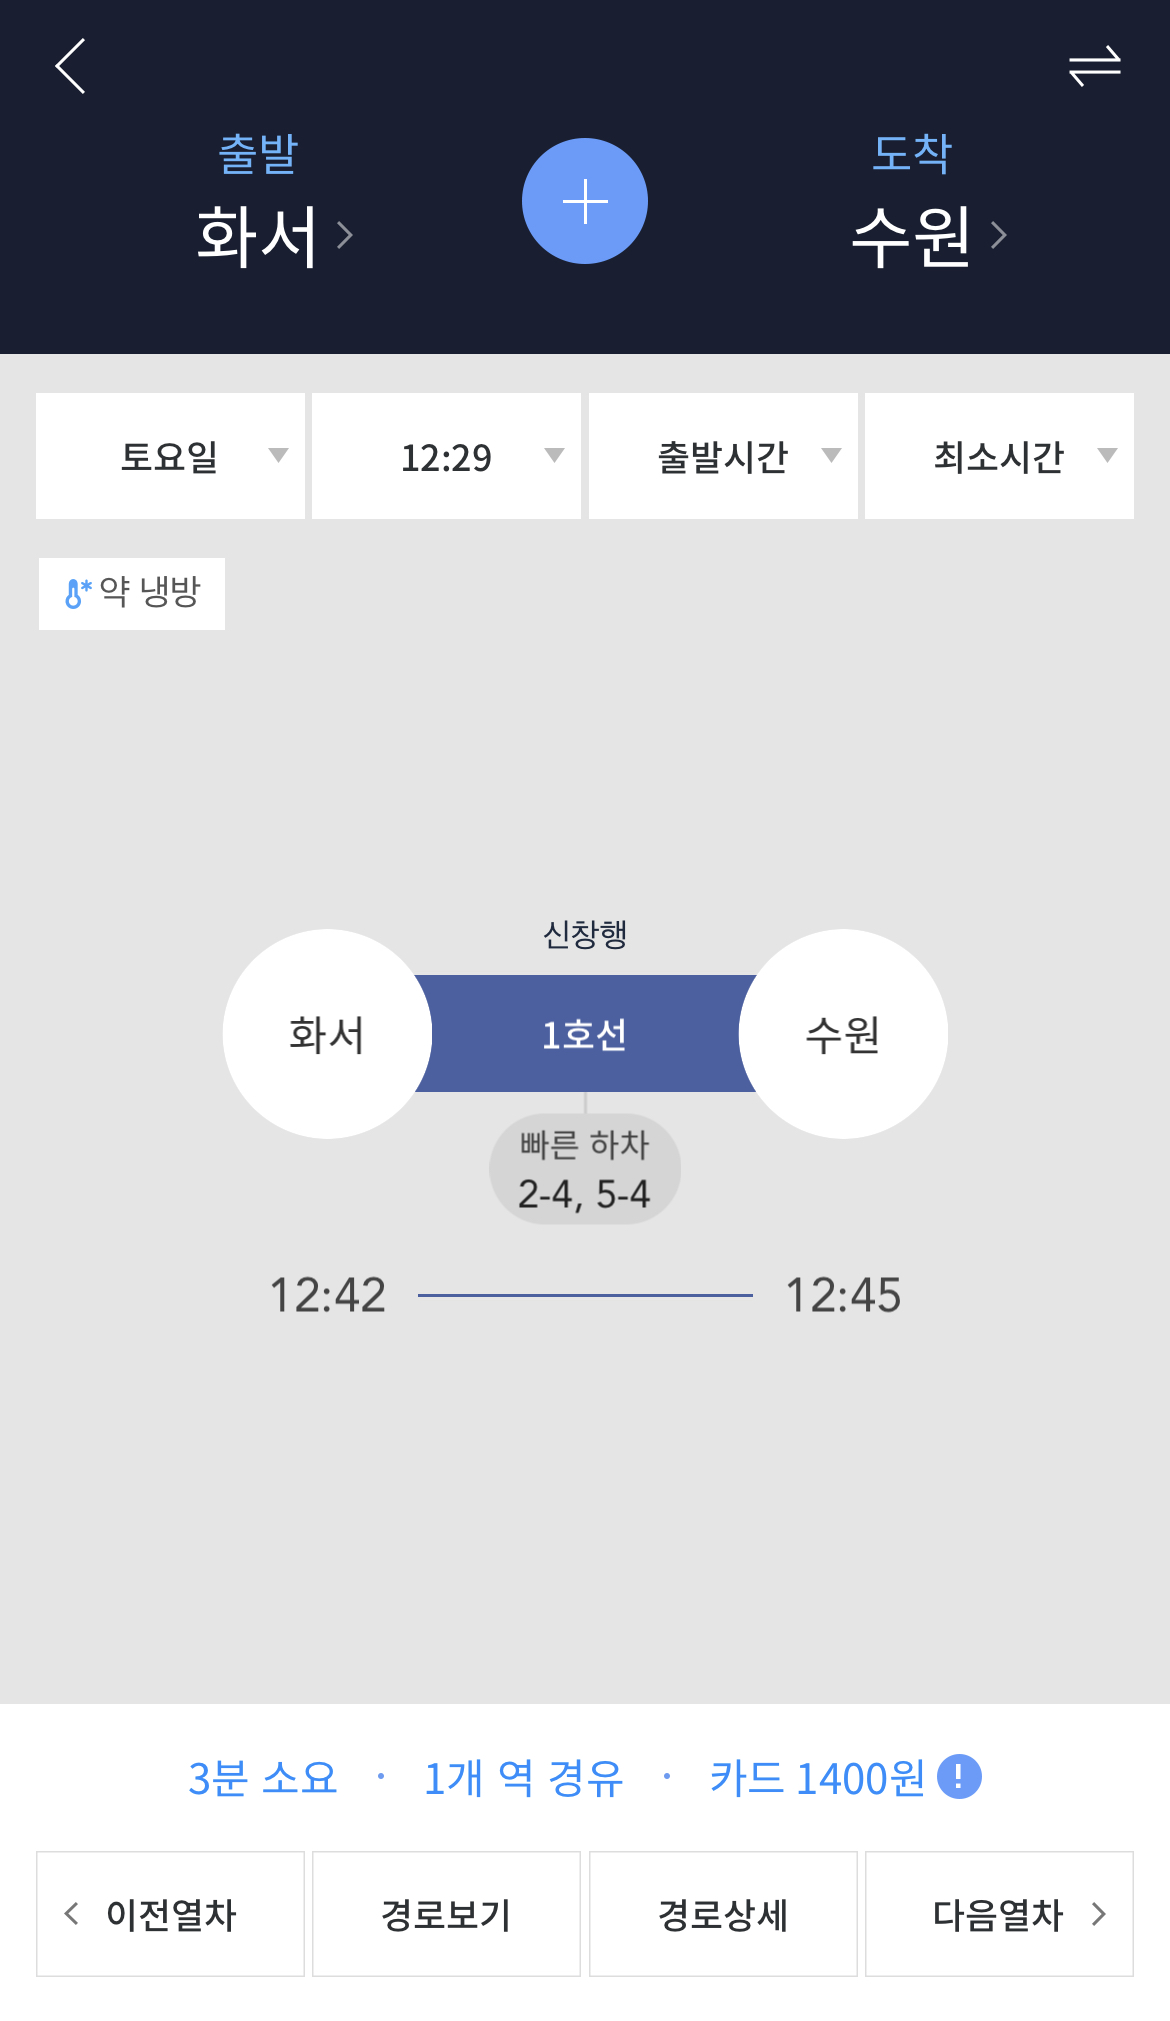 출발
도착
화서
수원
토요일
12:29
출발시간
최소시간
약 냉방
신창행
화서
1호선
수원
빠른 하차
2-4, 5-4
12:42
12:45
3분 소요 · 1개 역 경유 · 카드 1400원
이전열차
경로보기
경로상세
다음열차